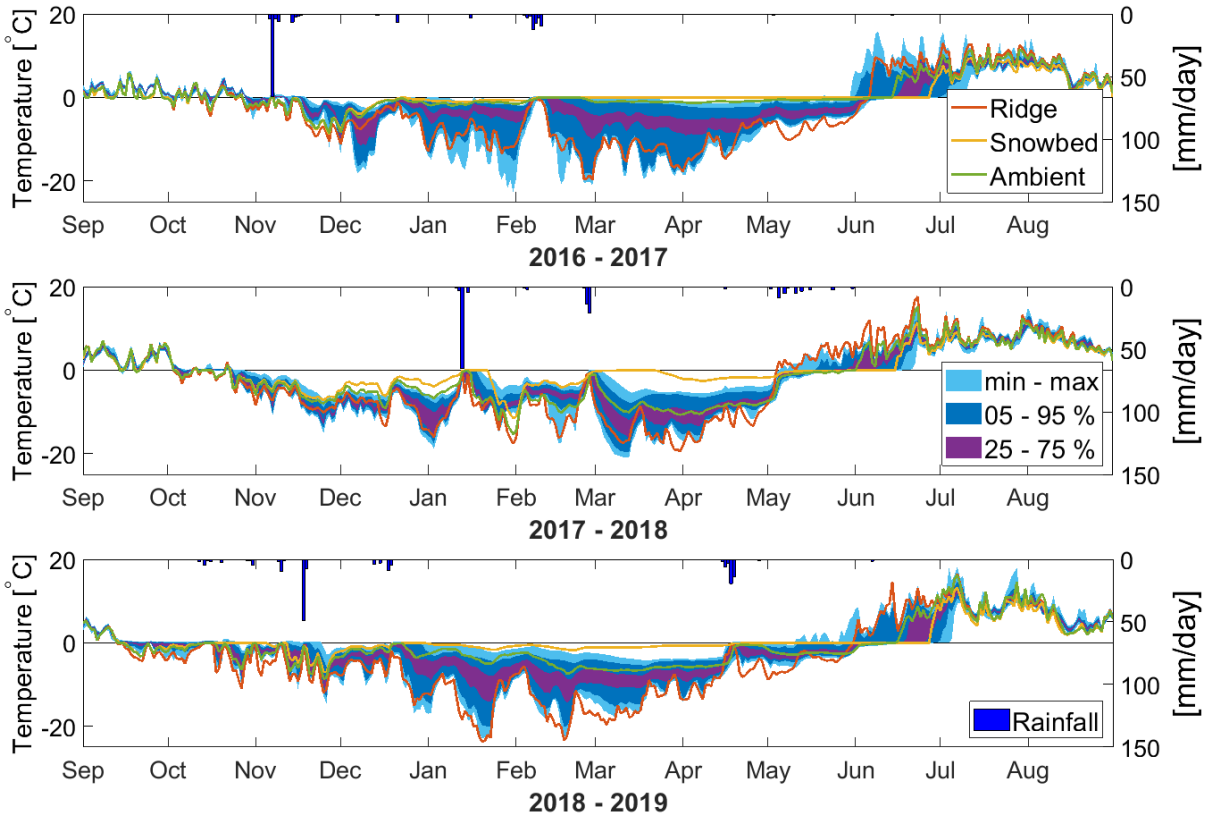 20
0
-20
Temperature [°C]
0
50
100
150
[mm/day]
Ridge
Snowbed
Ambient
Sep Oct Nov Dec Jan Feb Mar Apr May Jun Jul Aug
2016 - 2017
20
0
-20
Temperature [°C]
0
50
100
150
[mm/day]
min - max
05 - 95 %
25 - 75 %
Sep Oct Nov Dec Jan Feb Mar Apr May Jun Jul Aug
2017 - 2018
20
0
-20
Temperature [°C]
0
50
100
150
[mm/day]
Rainfall
Sep Oct Nov Dec Jan Feb Mar Apr May Jun Jul Aug
2018 - 2019